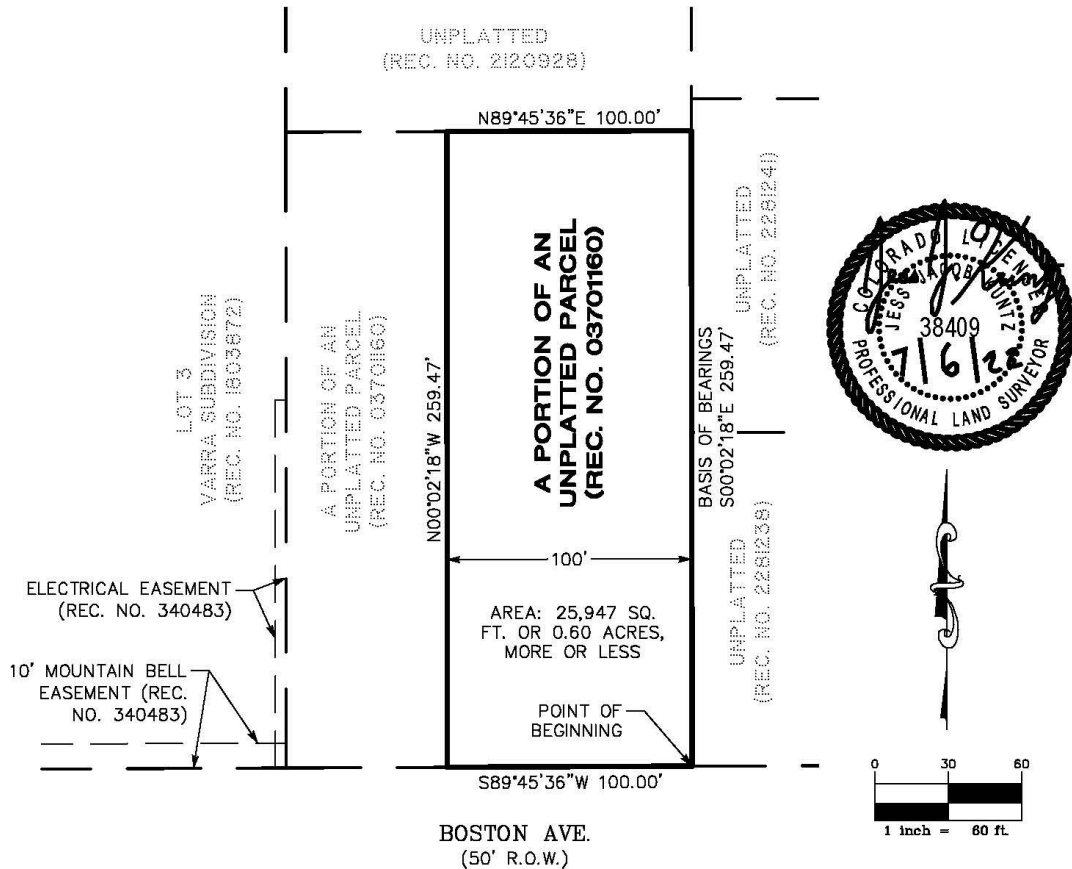 UNPLATTED
(REC. NO. 2120928)
N89°45'36"E 100.00'
LOT 3
VARRA SUBDIVISION
(REC. NO. 1803872)
A PORTION OF AN
UNPLATTED PARCEL
(REC. NO. 03701160)
N00°02'18"W 259.47'
A PORTION OF AN
UNPLATTED PARCEL
(REC. NO. 03701160)
BASIS OF BEARINGS
S00°02'18"E 259.47'
UNPLATTED
(REC. NO. 2281241)
UNPLATTED
(REC. NO. 2281238)
100'
AREA: 25,947 SQ.
FT. OR 0.60 ACRES,
MORE OR LESS
POINT OF
BEGINNING
ELECTRICAL EASEMENT
(REC. NO. 340483)
10' MOUNTAIN BELL
EASEMENT (REC.
NO. 340483)
S89°45'36"W 100.00'
BOSTON AVE.
(50' R.O.W.)
COLORADO LICENSED
JESS JACOB KUNTZ
38409
7/6/22
PROFESSIONAL LAND SURVEYOR
0 30 60
1 inch = 60 ft.